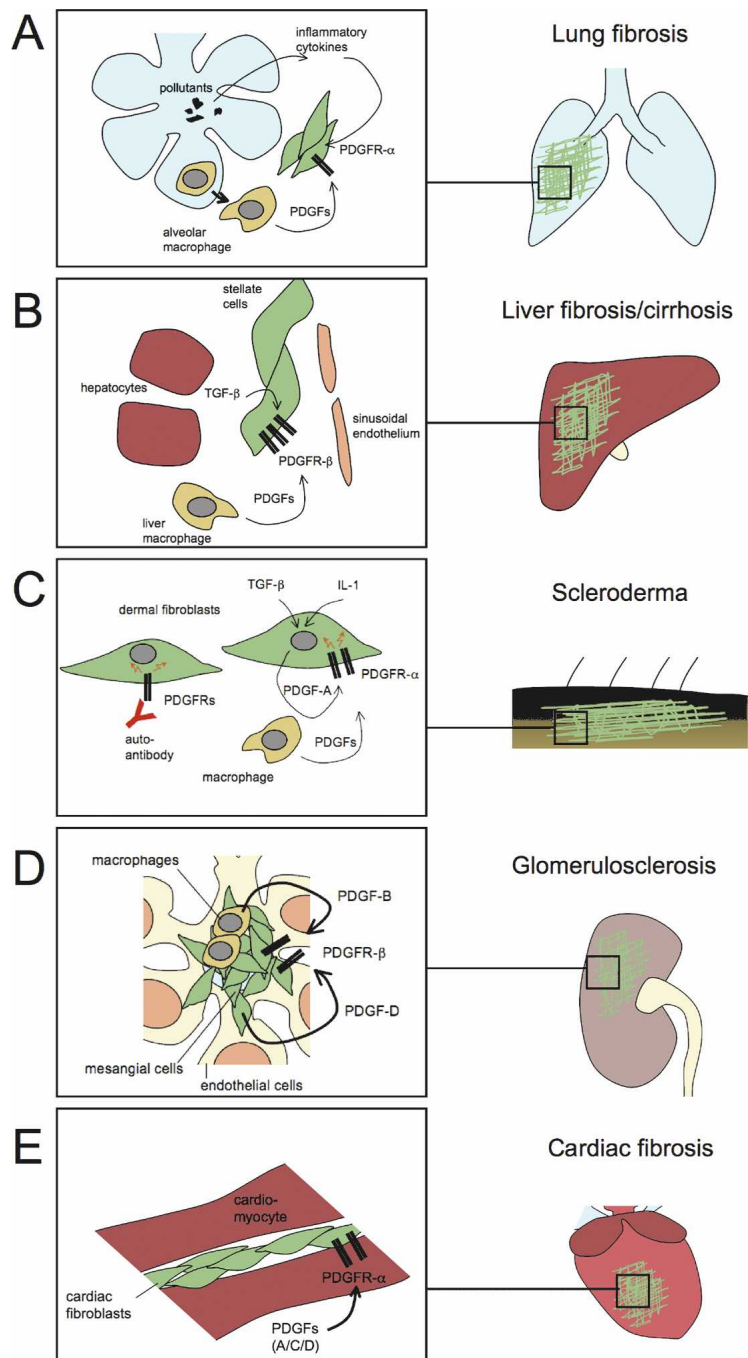 A
inflammatory
cytokines
pollutants
PDGFR-α
PDGFs
alveolar
macrophage
Lung fibrosis
B
stellate
cells
hepatocytes
TGF-β
sinusoidal
endothelium
PDGFR-β
PDGFs
liver
macrophage
Liver fibrosis/cirrhosis
C
TGF-β
IL-1
dermal fibroblasts
PDGFR-α
PDGFRs
PDGF-A
auto-
antibody
PDGFs
macrophage
Scleroderma
D
macrophages
PDGF-B
PDGFR-β
PDGF-D
mesangial cells
endothelial cells
Glomerulosclerosis
E
cardio-
myocyte
PDGFR-α
cardiac
fibroblasts
PDGFs
(A/C/D)
Cardiac fibrosis